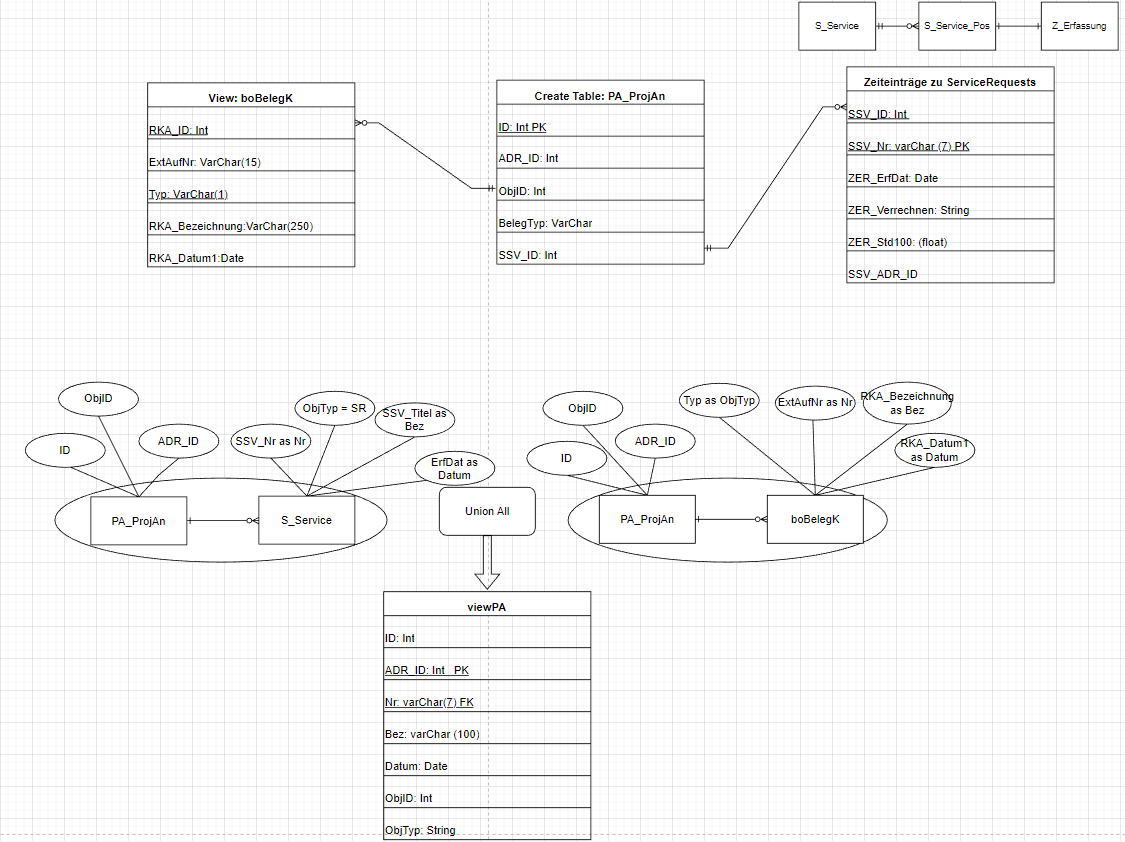 S_Service
S_Service_Pos
Z_Erfassung
View: boBelegK
RKA_ID: Int
ExtAufNr: VarChar(15)
Typ: VarChar(1)
RKA_Bezeichnung:VarChar(250)
RKA_Datum1:Date
Create Table: PA_ProjAn
ID: Int PK
ADR_ID: Int
ObjID: Int
BelegTyp: VarChar
SSV_ID: Int
Zeiteinträge zu ServiceRequests
SSV_ID: Int
SSV_Nr: varChar (7) PK
ZER_ErfDat: Date
ZER_Verrechnen: String
ZER_Std100: (float)
SSV_ADR_ID
ObjID
ID
ADR_ID
SSV_Nr as Nr
ObjTyp = SR
SSV_Titel as
Bez
ErfDat as
Datum
PA_ProjAn
S_Service
Union All
ObjID
ID
ADR_ID
Typ as ObjTyp
ExtAufNr as Nr
RKA_Bezeichnung
as Bez
RKA_Datum1
as Datum
PA_ProjAn
boBelegK
viewPA
ID: Int
ADR_ID: Int PK
Nr: varChar(7) FK
Bez: varChar (100)
Datum: Date
ObjID: Int
ObjTyp: String